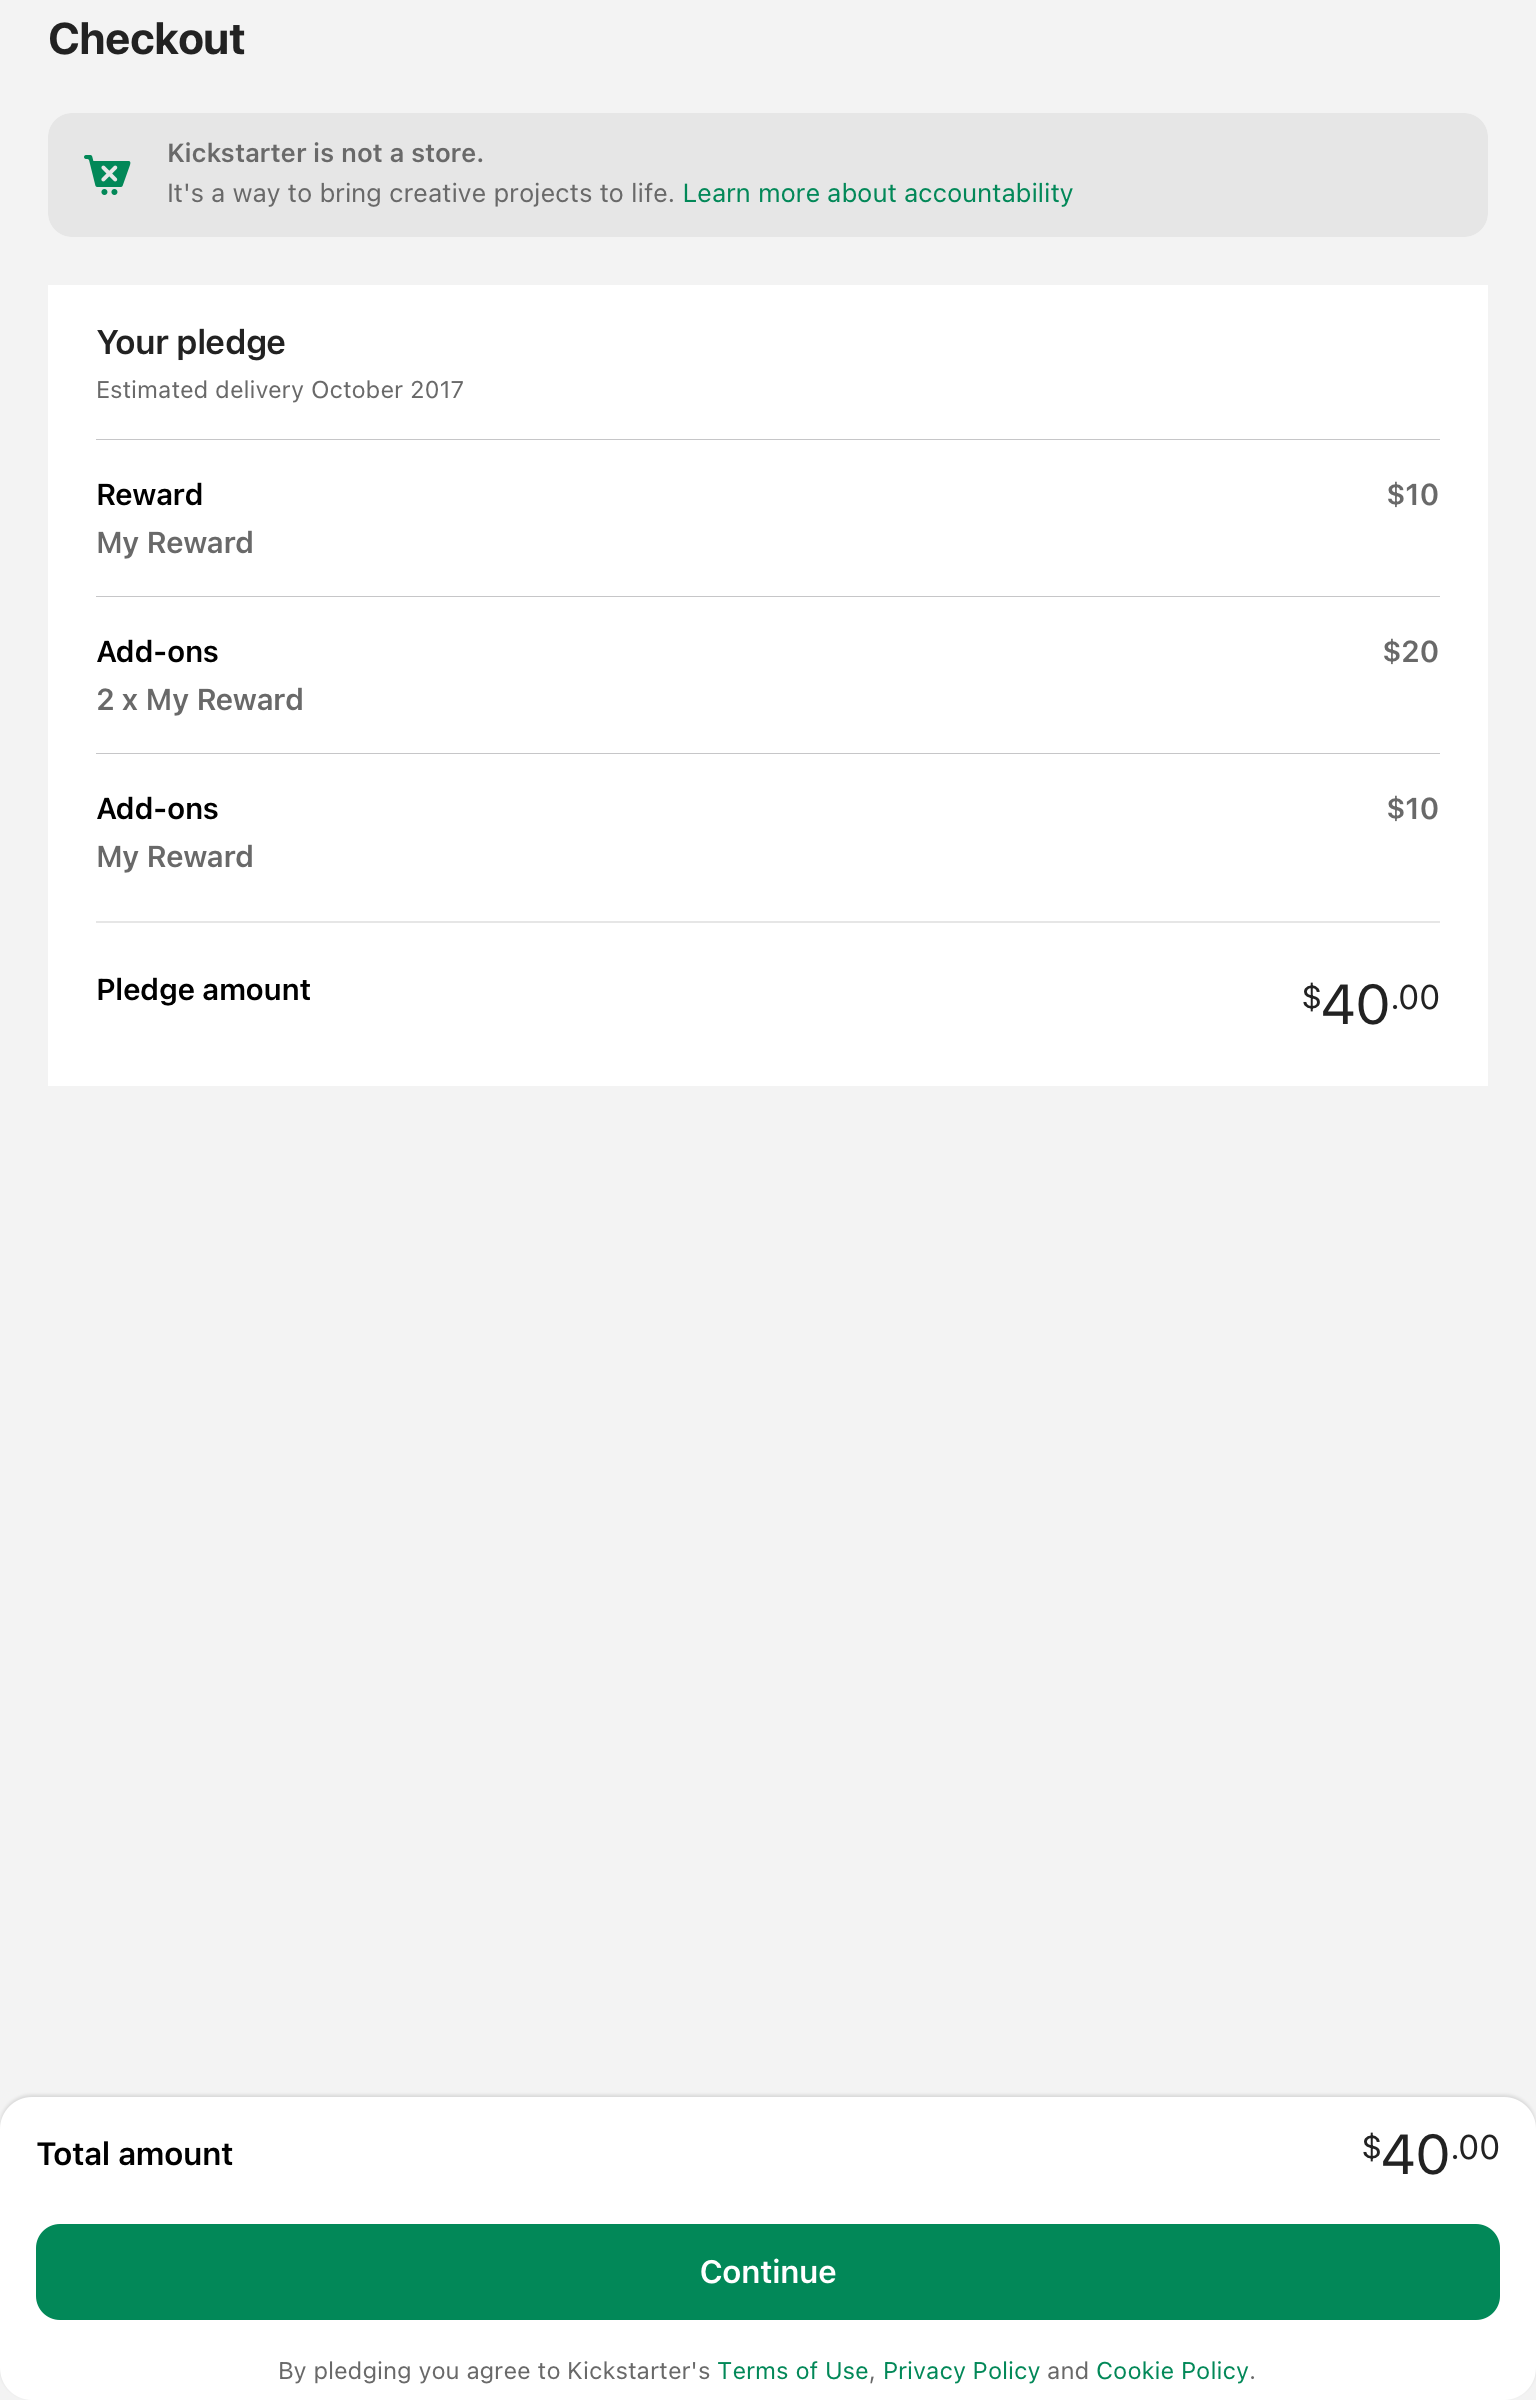 Checkout
Kickstarter is not a store.
It's a way to bring creative projects to life. Learn more about accountability
Your pledge
Estimated delivery October 2017
Reward $10
My Reward
Add-ons $20
2 x My Reward
Add-ons $10
My Reward
Pledge amount $40.00
Total amount $40.00
Continue
By pledging you agree to Kickstarter's Terms of Use, Privacy Policy and Cookie Policy.